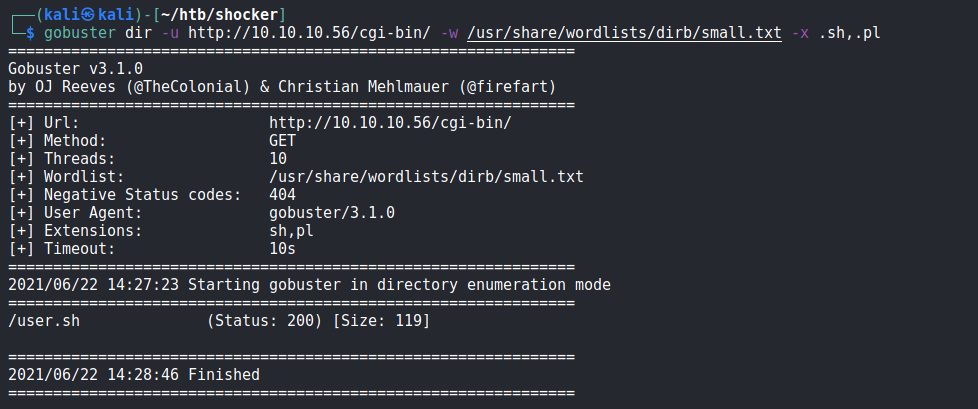 ┌──(kali㉿kali)-[~/htb/shocker]
└─$ gobuster dir -u http://10.10.10.56/cgi-bin/ -w /usr/share/wordlists/dirb/small.txt -x .sh,.pl
===============================================================
Gobuster v3.1.0
by OJ Reeves (@TheColonial) & Christian Mehlmauer (@firefart)
===============================================================
[+] Url:                     http://10.10.10.56/cgi-bin/
[+] Method:                  GET
[+] Threads:                 10
[+] Wordlist:                /usr/share/wordlists/dirb/small.txt
[+] Negative Status codes:   404
[+] User Agent:              gobuster/3.1.0
[+] Extensions:              sh,pl
[+] Timeout:                 10s
===============================================================
2021/06/22 14:27:23 Starting gobuster in directory enumeration mode
===============================================================
/user.sh              (Status: 200) [Size: 119]

===============================================================
2021/06/22 14:28:46 Finished
===============================================================